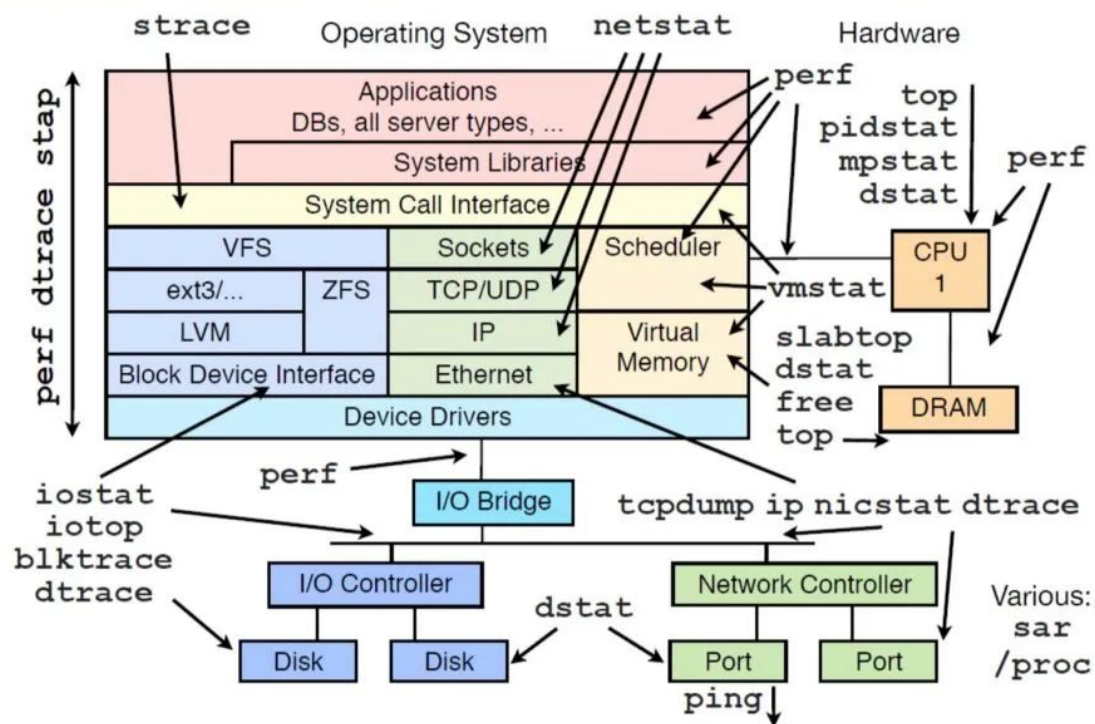 strace
Operating System
netstat
Hardware
perf dtrace stap
Applications
DBs, all server types, ...
System Libraries
System Call Interface
VFS
ext3/...
ZFS
LVM
Block Device Interface
Sockets
TCP/UDP
IP
Ethernet
Scheduler
Virtual
Memory
Device Drivers
perf
top
pidstat
mpstat
dstat
perf
CPU
1
vmstat
slabtop
dstat
free
top
DRAM
perf
I/O Bridge
iostat
iotop
blktrace
dtrace
tcpdump ip nicstat dtrace
I/O Controller
Network Controller
Disk
Disk
dstat
Port
Port
ping
Various:
sar
/proc